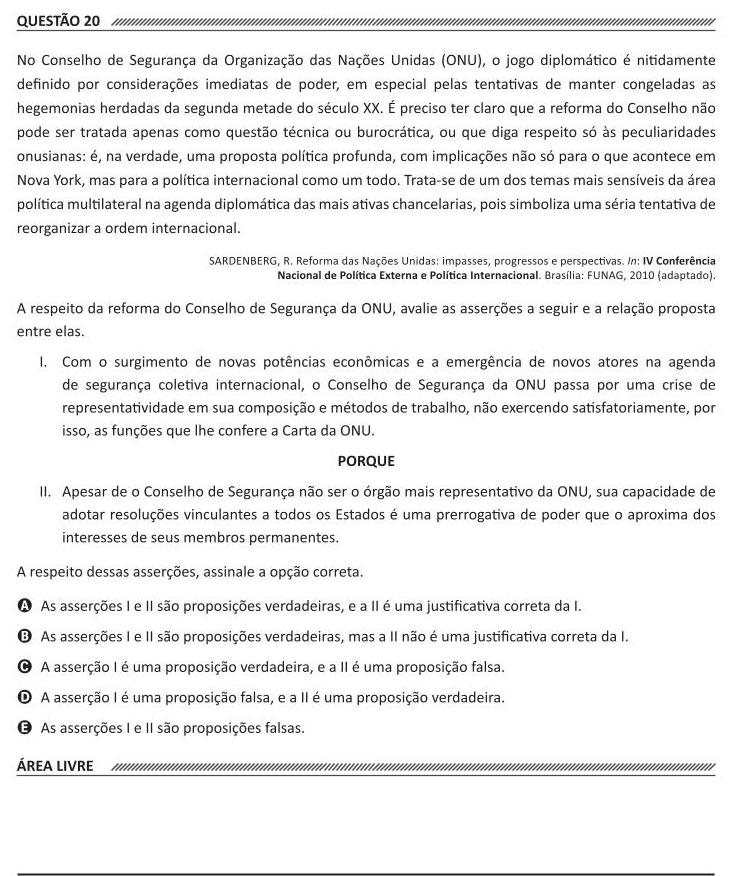 QUESTÃO 20
No Conselho de Segurança da Organização das Nações Unidas (ONU), o jogo diplomático é nitidamente
definido por considerações imediatas de poder, em especial pelas tentativas de manter congeladas as
hegemonias herdadas da segunda metade do século XX. É preciso ter claro que a reforma do Conselho não
pode ser tratada apenas como questão técnica ou burocrática, ou que diga respeito só às peculiaridades
onusianas: é, na verdade, uma proposta política profunda, com implicações não só para o que acontece em
Nova York, mas para a política internacional como um todo. Trata-se de um dos temas mais sensíveis da área
política multilateral na agenda diplomática das mais ativas chancelarias, pois simboliza uma séria tentativa de
reorganizar a ordem internacional.
SARDENBERG, R. Reforma das Nações Unidas: impasses, progressos e perspectivas. In: IV Conferência
Nacional de Política Externa e Política Internacional. Brasília: FUNAG, 2010 (adaptado).
A respeito da reforma do Conselho de Segurança da ONU, avalie as asserções a seguir e a relação proposta
entre elas.
I. Com o surgimento de novas potências econômicas e a emergência de novos atores na agenda
de segurança coletiva internacional, o Conselho de Segurança da ONU passa por uma crise de
representatividade em sua composição e métodos de trabalho, não exercendo satisfatoriamente, por
isso, as funções que lhe confere a Carta da ONU.
PORQUE
II. Apesar de o Conselho de Segurança não ser o órgão mais representativo da ONU, sua capacidade de
adotar resoluções vinculantes a todos os Estados é uma prerrogativa de poder que o aproxima dos
interesses de seus membros permanentes.
A respeito dessas asserções, assinale a opção correta.
A As asserções I e II são proposições verdadeiras, e a II é uma justificativa correta da I.
B As asserções I e II são proposições verdadeiras, mas a II não é uma justificativa correta da I.
C A asserção I é uma proposição verdadeira, e a II é uma proposição falsa.
D A asserção I é uma proposição falsa, e a II é uma proposição verdadeira.
E As asserções I e II são proposições falsas.
ÁREA LIVRE